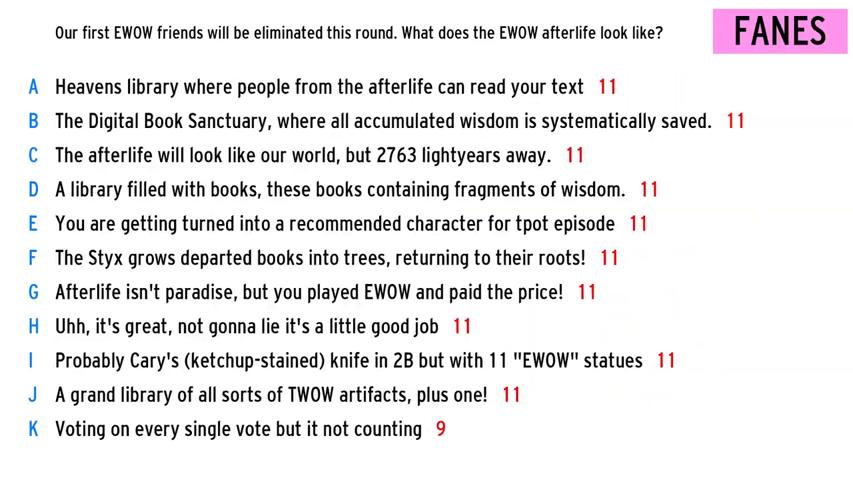 Our first EWOW friends will be eliminated this round. What does the EWOW afterlife look like?
FANES
A Heavens library where people from the afterlife can read your text 11
B The Digital Book Sanctuary, where all accumulated wisdom is systematically saved. 11
C The afterlife will look like our world, but 2763 lightyears away. 11
D A library filled with books, these books containing fragments of wisdom. 11
E You are getting turned into a recommended character for tpot episode 11
F The Styx grows departed books into trees, returning to their roots! 11
G Afterlife isn't paradise, but you played EWOW and paid the price! 11
H Uhh, it's great, not gonna lie it's a little good job 11
I Probably Cary's (ketchup-stained) knife in 2B but with 11 "EWOW" statues 11
J A grand library of all sorts of TWOW artifacts, plus one! 11
K Voting on every single vote but it not counting 9